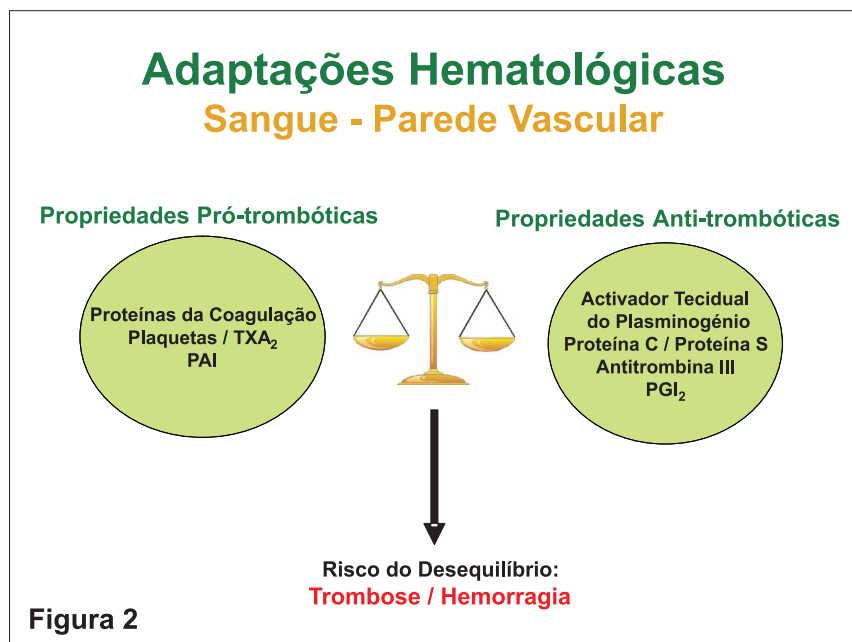 Adaptações Hematológicas
Sangue - Parede Vascular
Propriedades Pró-trombóticas
Proteínas da Coagulação
Plaquetas / TXA₂
PAI
Propriedades Anti-trombóticas
Activador Tecidual
do Plasminogénio
Proteína C / Proteína S
Antitrombina III
PGI₂
Risco do Desequilíbrio:
Trombose / Hemorragia
Figura 2